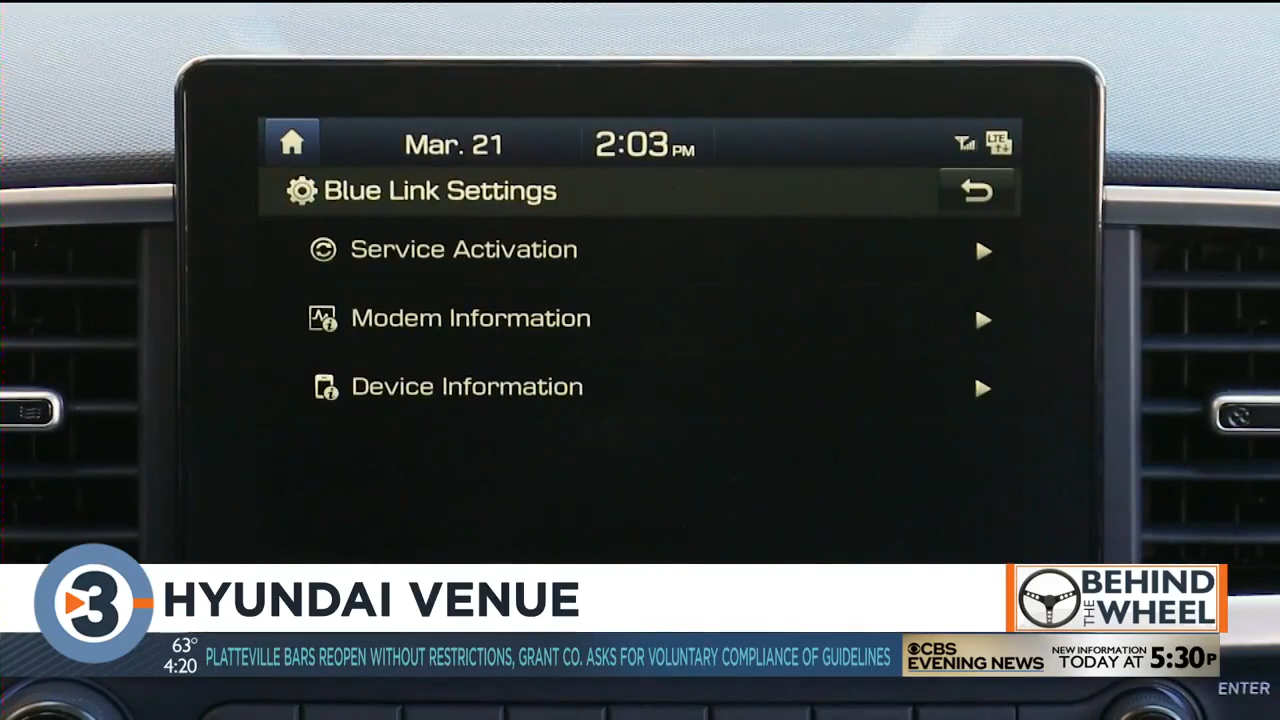 Mar. 21 2:03 PM LTE
Blue Link Settings
Service Activation
Modem Information
Device Information
3 HYUNDAI VENUE
BEHIND THE WHEEL
63°
4:20
PLATTEVILLE BARS REOPEN WITHOUT RESTRICTIONS, GRANT CO. ASKS FOR VOLUNTARY COMPLIANCE OF GUIDELINES
CBS EVENING NEWS
NEW INFORMATION
TODAY AT 5:30P
ENTER